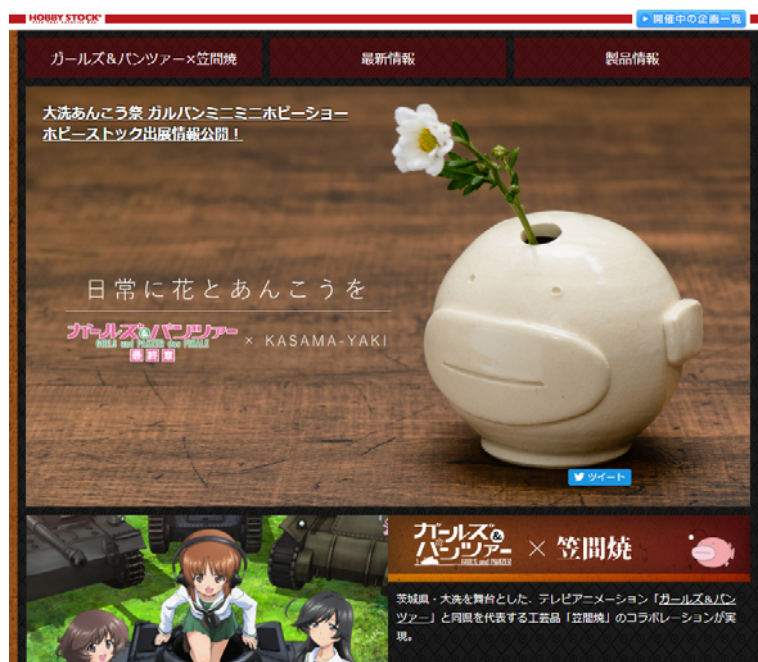 HOBBY STOCK
開催中の企画一覧
ガールズ&パンツァー×笠間焼
最新情報
製品情報
大洗あんこう祭 ガルパンミニミニホビーショー
ホビーストック出展情報公開！
日常に花とあんこうを
ガールズ&パンツァー
GIRLS und PANZER das FINALE
最終章
× KASAMA-YAKI
ツイート
ガールズ&
パンツァー
GIRLS und PANZER
× 笠間焼
茨城県・大洗を舞台とした、テレビアニメーション「ガールズ&パン
ツァー」と同県を代表する工芸品「笠間焼」のコラボレーションが実
現。